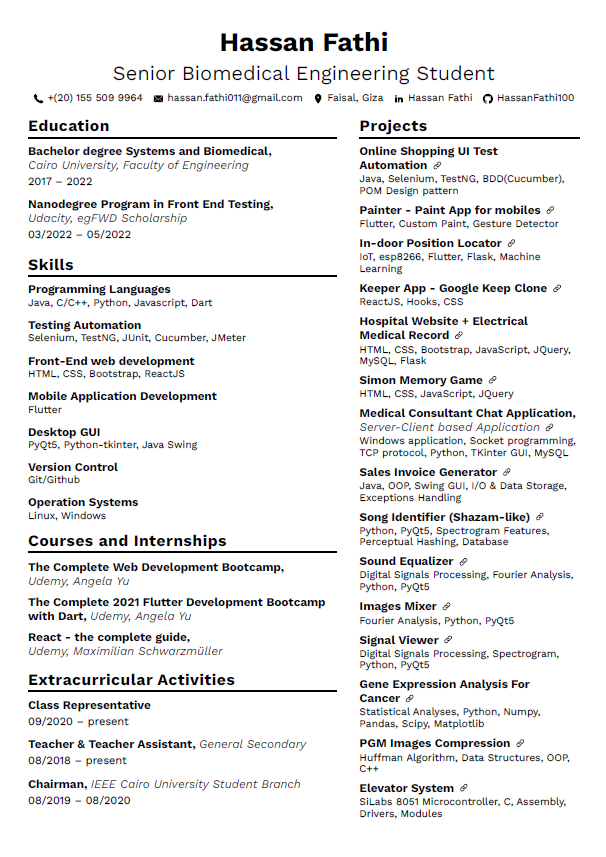 Hassan Fathi
Senior Biomedical Engineering Student
+(20) 155 509 9964 hassan.fathi011@gmail.com Faisal, Giza Hassan Fathi HassanFathi100
Education
Bachelor degree Systems and Biomedical,
Cairo University, Faculty of Engineering
2017 – 2022
Nanodegree Program in Front End Testing,
Udacity, egFWD Scholarship
03/2022 – 05/2022
Skills
Programming Languages
Java, C/C++, Python, Javascript, Dart
Testing Automation
Selenium, TestNG, JUnit, Cucumber, JMeter
Front-End web development
HTML, CSS, Bootstrap, ReactJS
Mobile Application Development
Flutter
Desktop GUI
PyQt5, Python-tkinter, Java Swing
Version Control
Git/Github
Operation Systems
Linux, Windows
Courses and Internships
The Complete Web Development Bootcamp,
Udemy, Angela Yu
The Complete 2021 Flutter Development Bootcamp
with Dart, Udemy, Angela Yu
React - the complete guide,
Udemy, Maximilian Schwarzmüller
Extracurricular Activities
Class Representative
09/2020 – present
Teacher & Teacher Assistant, General Secondary
08/2018 – present
Chairman, IEEE Cairo University Student Branch
08/2019 – 08/2020
Projects
Online Shopping UI Test
Automation
Java, Selenium, TestNG, BDD(Cucumber),
POM Design pattern
Painter - Paint App for mobiles
Flutter, Custom Paint, Gesture Detector
In-door Position Locator
IoT, esp8266, Flutter, Flask, Machine
Learning
Keeper App - Google Keep Clone
ReactJS, Hooks, CSS
Hospital Website + Electrical
Medical Record
HTML, CSS, Bootstrap, JavaScript, JQuery,
MySQL, Flask
Simon Memory Game
HTML, CSS, JavaScript, JQuery
Medical Consultant Chat Application,
Server-Client based Application
Windows application, Socket programming,
TCP protocol, Python, TKinter GUI, MySQL
Sales Invoice Generator
Java, OOP, Swing GUI, I/O & Data Storage,
Exceptions Handling
Song Identifier (Shazam-like)
Python, PyQt5, Spectrogram Features,
Perceptual Hashing, Database
Sound Equalizer
Digital Signals Processing, Fourier Analysis,
Python, PyQt5
Images Mixer
Fourier Analysis, Python, PyQt5
Signal Viewer
Digital Signals Processing, Spectrogram,
Python, PyQt5
Gene Expression Analysis For
Cancer
Statistical Analyses, Python, Numpy,
Pandas, Scipy, Matplotlib
PGM Images Compression
Huffman Algorithm, Data Structures, OOP,
C++
Elevator System
SiLabs 8051 Microcontroller, C, Assembly,
Drivers, Modules